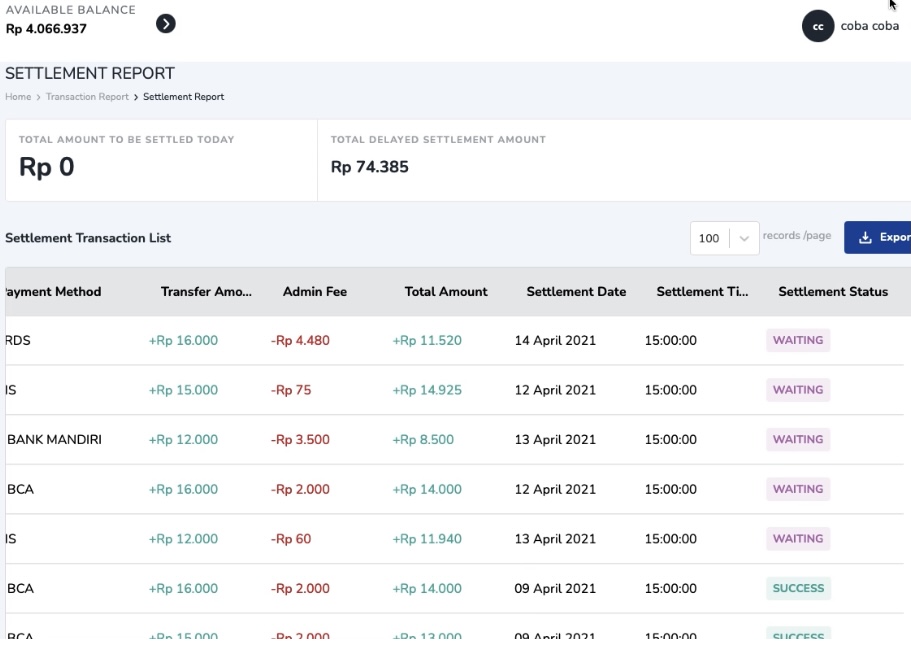 AVAILABLE BALANCE
Rp 4.066.937
cc coba coba
SETTLEMENT REPORT
Home > Transaction Report > Settlement Report
TOTAL AMOUNT TO BE SETTLED TODAY TOTAL DELAYED SETTLEMENT AMOUNT
Rp 0 Rp 74.385
Settlement Transaction List 100 records /page Expor
ayment Method Transfer Amo... Admin Fee Total Amount Settlement Date Settlement Ti... Settlement Status
RDS +Rp 16.000 -Rp 4.480 +Rp 11.520 14 April 2021 15:00:00 WAITING
IS +Rp 15.000 -Rp 75 +Rp 14.925 12 April 2021 15:00:00 WAITING
BANK MANDIRI +Rp 12.000 -Rp 3.500 +Rp 8.500 13 April 2021 15:00:00 WAITING
BCA +Rp 16.000 -Rp 2.000 +Rp 14.000 12 April 2021 15:00:00 WAITING
IS +Rp 12.000 -Rp 60 +Rp 11.940 13 April 2021 15:00:00 WAITING
BCA +Rp 16.000 -Rp 2.000 +Rp 14.000 09 April 2021 15:00:00 SUCCESS
BCA +Rp 15.000 -Rp 2.000 +Rp 13.000 09 April 2021 15:00:00 SUCCESS